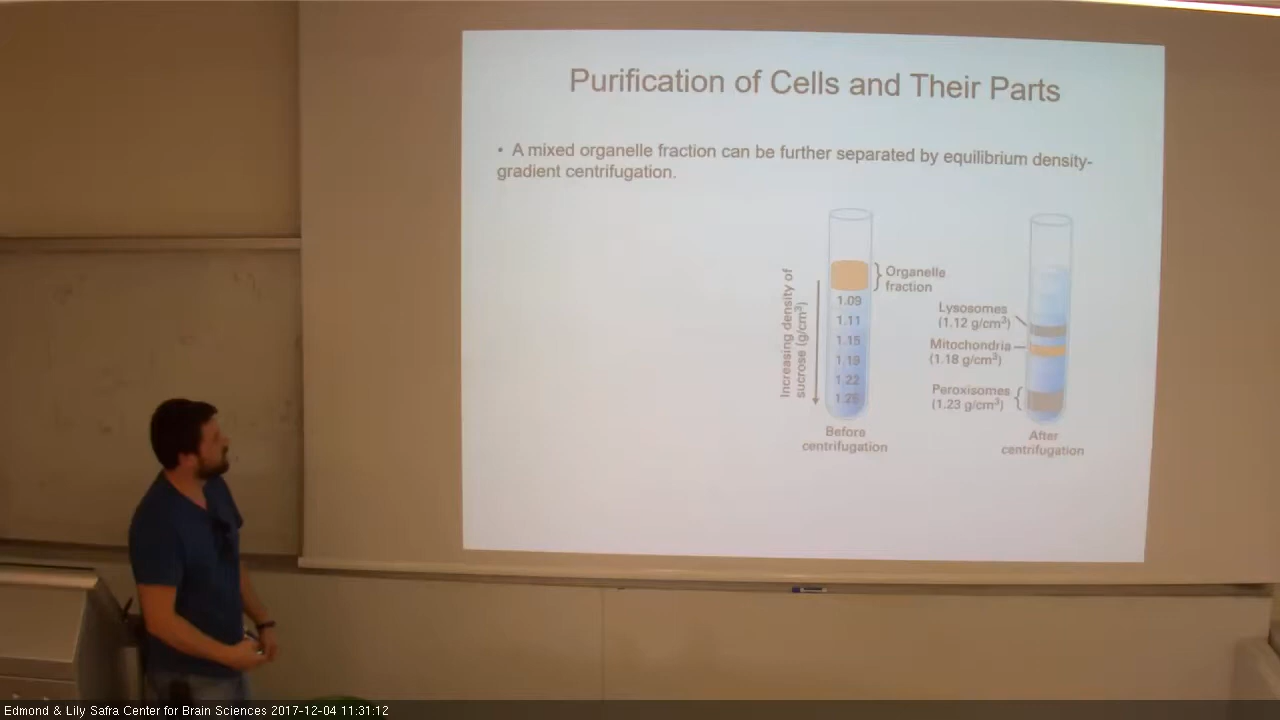 Purification of Cells and Their Parts
• A mixed organelle fraction can be further separated by equilibrium density-
gradient centrifugation.
Increasing density of
sucrose (g/cm³)
Organelle
fraction
1.09
1.11
1.15
1.19
1.22
1.25
Before
centrifugation
Lysosomes
(1.12 g/cm³)
Mitochondria
(1.18 g/cm³)
Peroxisomes
(1.23 g/cm³)
After
centrifugation
Edmond & Lily Safra Center for Brain Sciences 2017-12-04 11:31:12